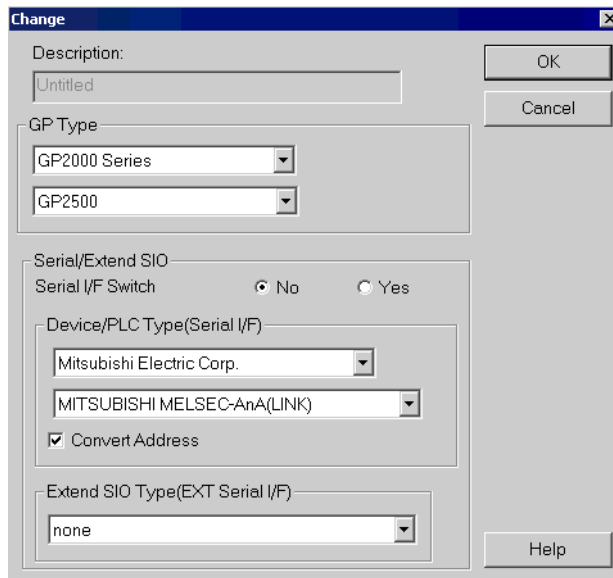 Change
Description:
Untitled
OK
Cancel
GP Type
GP2000 Series
GP2500
Serial/Extend SIO
Serial I/F Switch No Yes
Device/PLC Type(Serial I/F)
Mitsubishi Electric Corp.
MITSUBISHI MELSEC-AnA(LINK)
Convert Address
Extend SIO Type(EXT Serial I/F)
none
Help